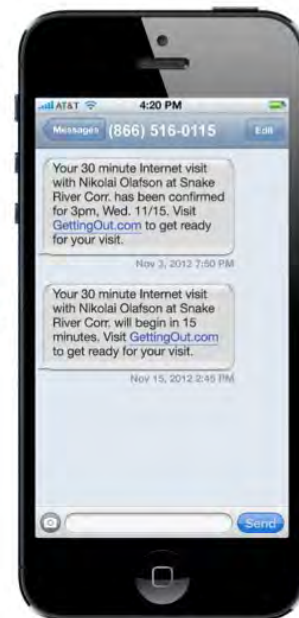 AT&T 4:20 PM
Messages (866) 516-0115 Edit
Your 30 minute Internet visit
with Nikolai Olafson at Snake
River Corr. has been confirmed
for 3pm, Wed. 11/15. Visit
GettingOut.com to get ready
for your visit.
Nov 3, 2012 7:50 PM
Your 30 minute Internet visit
with Nikolai Olafson at Snake
River Corr. will begin in 15
minutes. Visit GettingOut.com
to get ready for your visit.
Nov 15, 2012 2:45 PM
Send